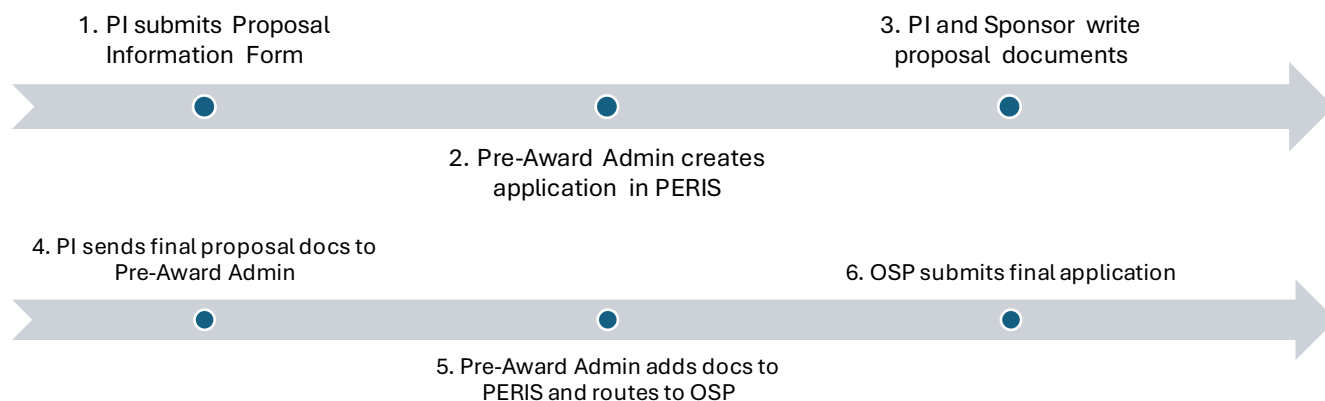 1. PI submits Proposal
Information Form
2. Pre-Award Admin creates
application in PERIS
3. PI and Sponsor write
proposal documents
4. PI sends final proposal docs to
Pre-Award Admin
5. Pre-Award Admin adds docs to
PERIS and routes to OSP
6. OSP submits final application